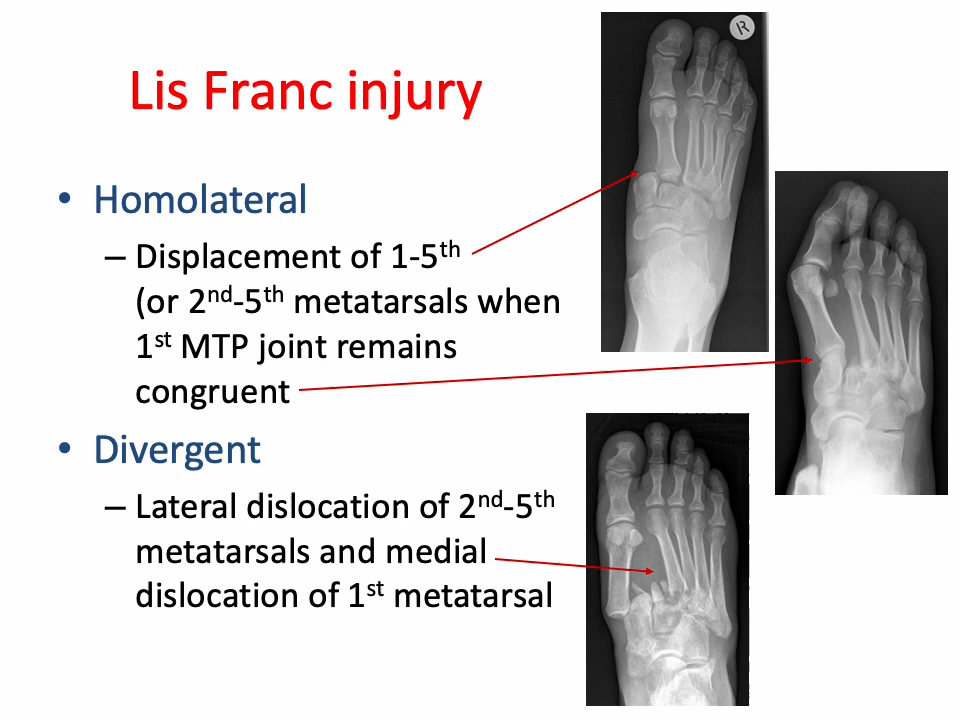 Lis Franc injury
• Homolateral
– Displacement of 1-5th
(or 2nd-5th metatarsals when
1st MTP joint remains
congruent
• Divergent
– Lateral dislocation of 2nd-5th
metatarsals and medial
dislocation of 1st metatarsal
R